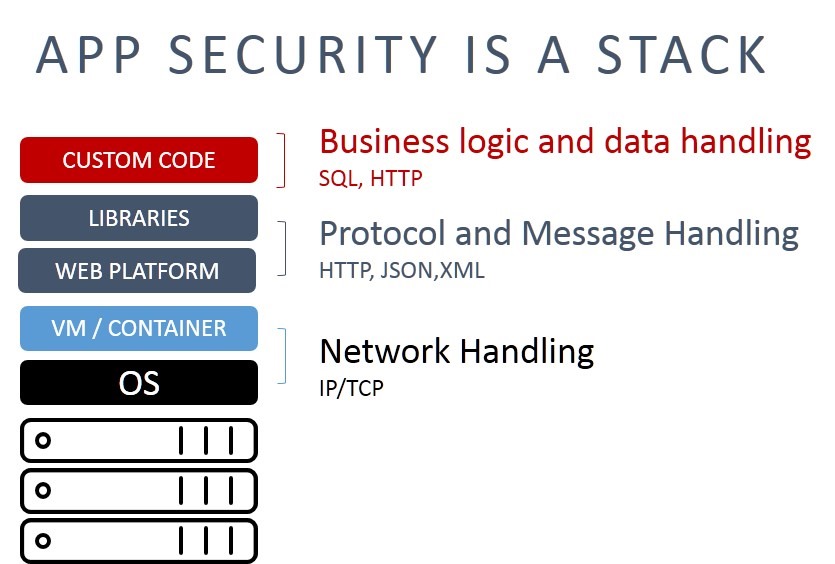 APP SECURITY IS A STACK
CUSTOM CODE
Business logic and data handling
SQL, HTTP
LIBRARIES
WEB PLATFORM
Protocol and Message Handling
HTTP, JSON,XML
VM / CONTAINER
OS
Network Handling
IP/TCP